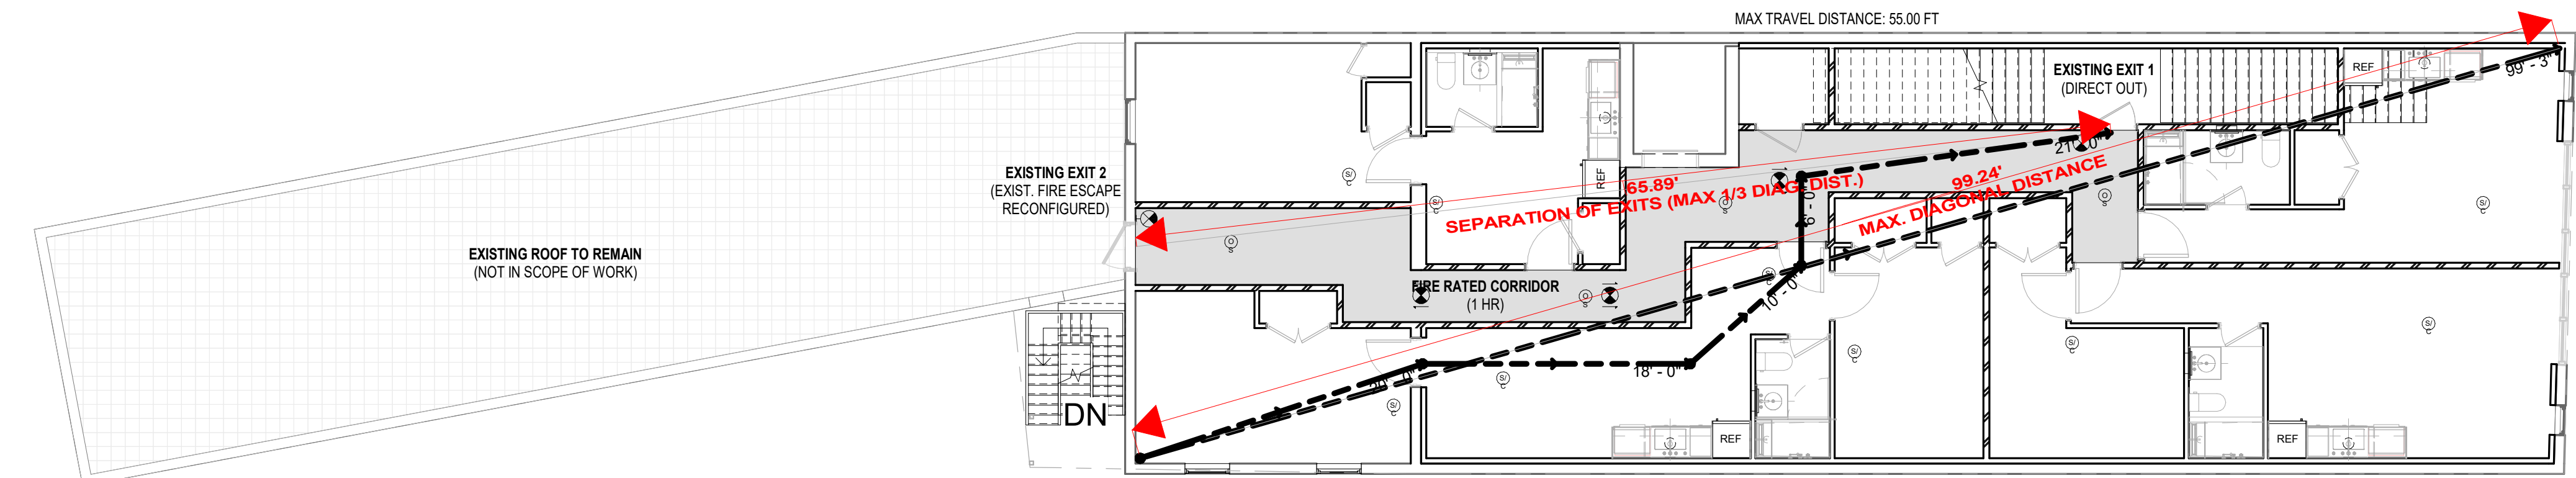 MAX TRAVEL DISTANCE: 55.00 FT
EXISTING EXIT 1
(DIRECT OUT)
REF
99' - 3"
EXISTING EXIT 2
(EXIST. FIRE ESCAPE
RECONFIGURED)
21' - 0"
REF
65.89'
SEPARATION OF EXITS (MAX 1/3 DIAG. DIST.)
99.24'
MAX. DIAGONAL DISTANCE
6' - 0"
S/
C
S/
C
O
S
O
S
O
S
S/
C
EXISTING ROOF TO REMAIN
(NOT IN SCOPE OF WORK)
FIRE RATED CORRIDOR
(1 HR)
O
S
S/
C
10' - 0"
S/
C
S/
C
S/
C
18' - 0"
S/
C
S/
C
DN
REF
REF